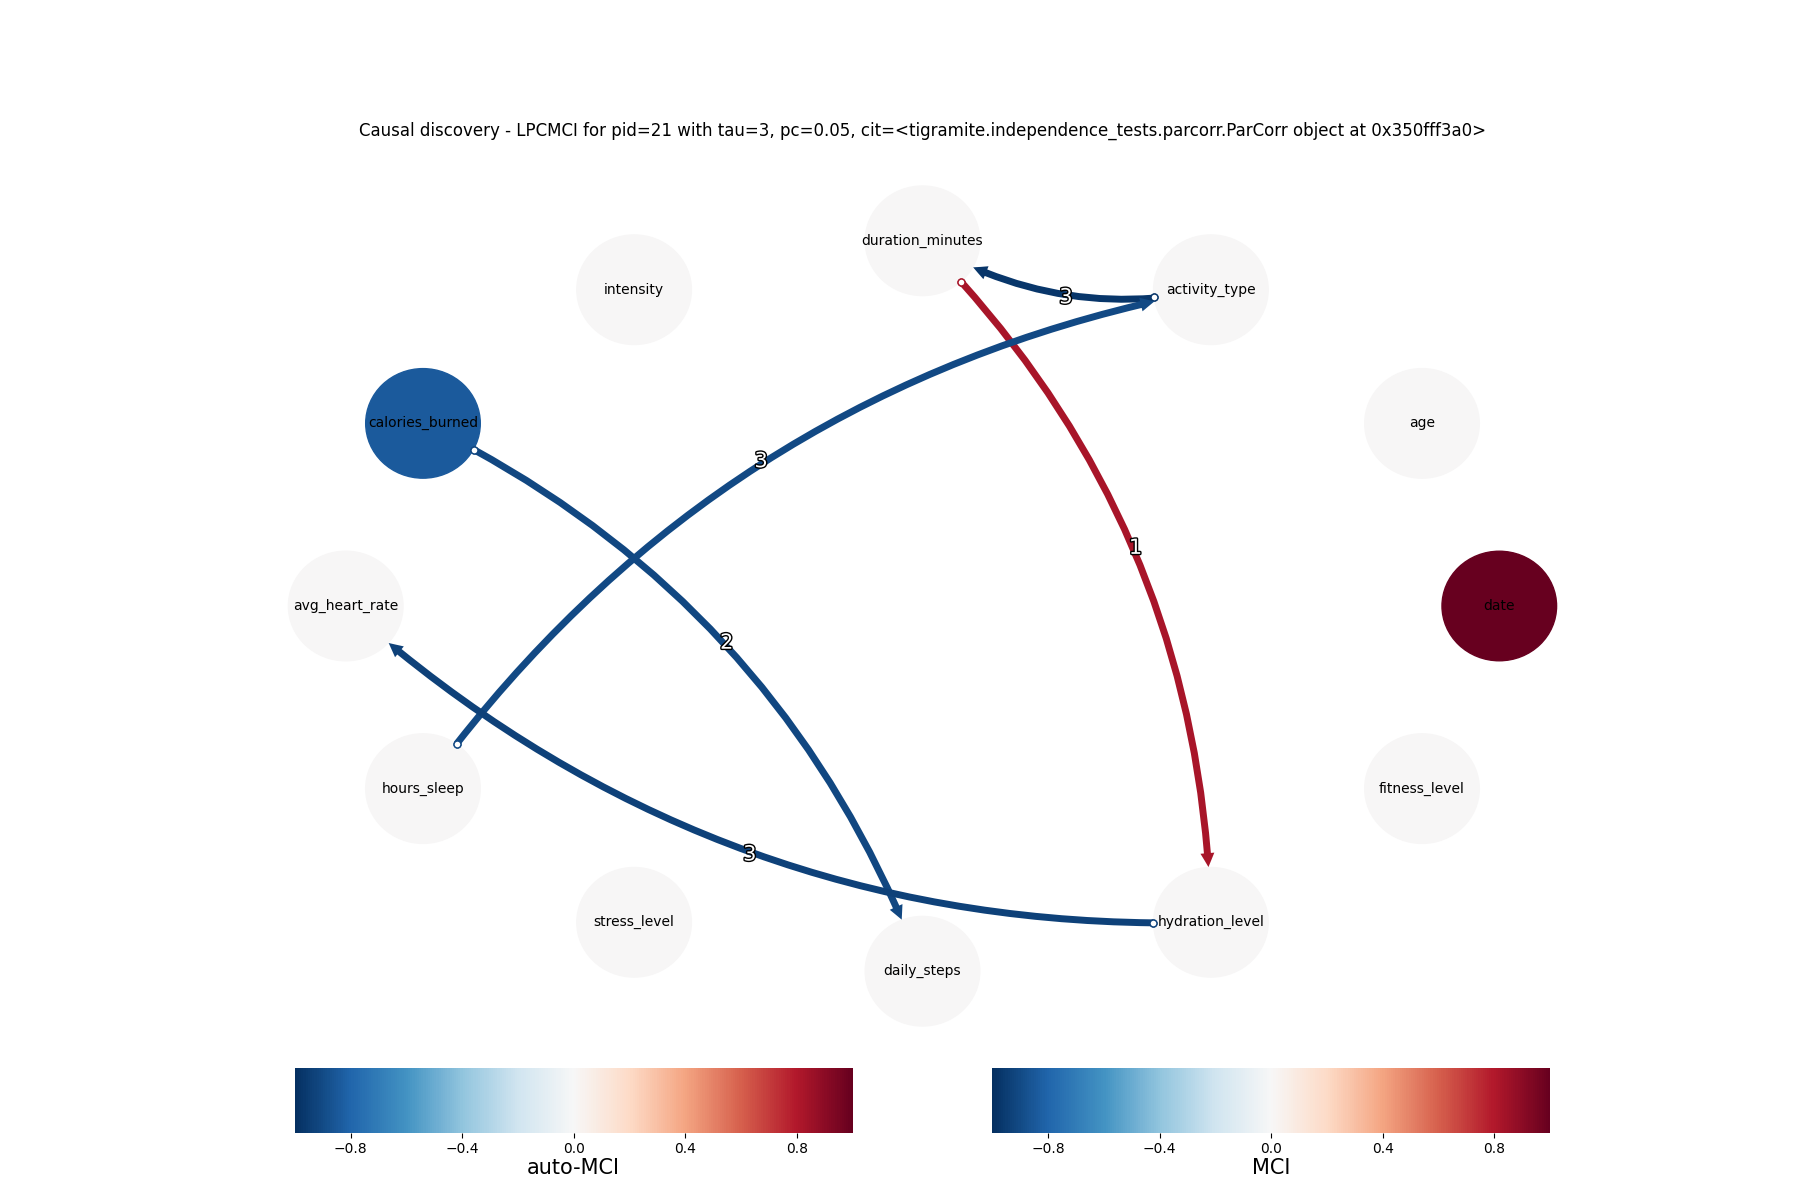 Causal discovery - LPCMCI for pid=21 with tau=3, pc=0.05, cit=<tigramite.independence_tests.parcorr.ParCorr object at 0x350fff3a0>
duration_minutes
intensity
activity_type
3
calories_burned
age
3
1
avg_heart_rate
date
2
hours_sleep
fitness_level
3
stress_level
hydration_level
daily_steps
−0.8 −0.4 0.0 0.4 0.8
auto-MCI
−0.8 −0.4 0.0 0.4 0.8
MCI